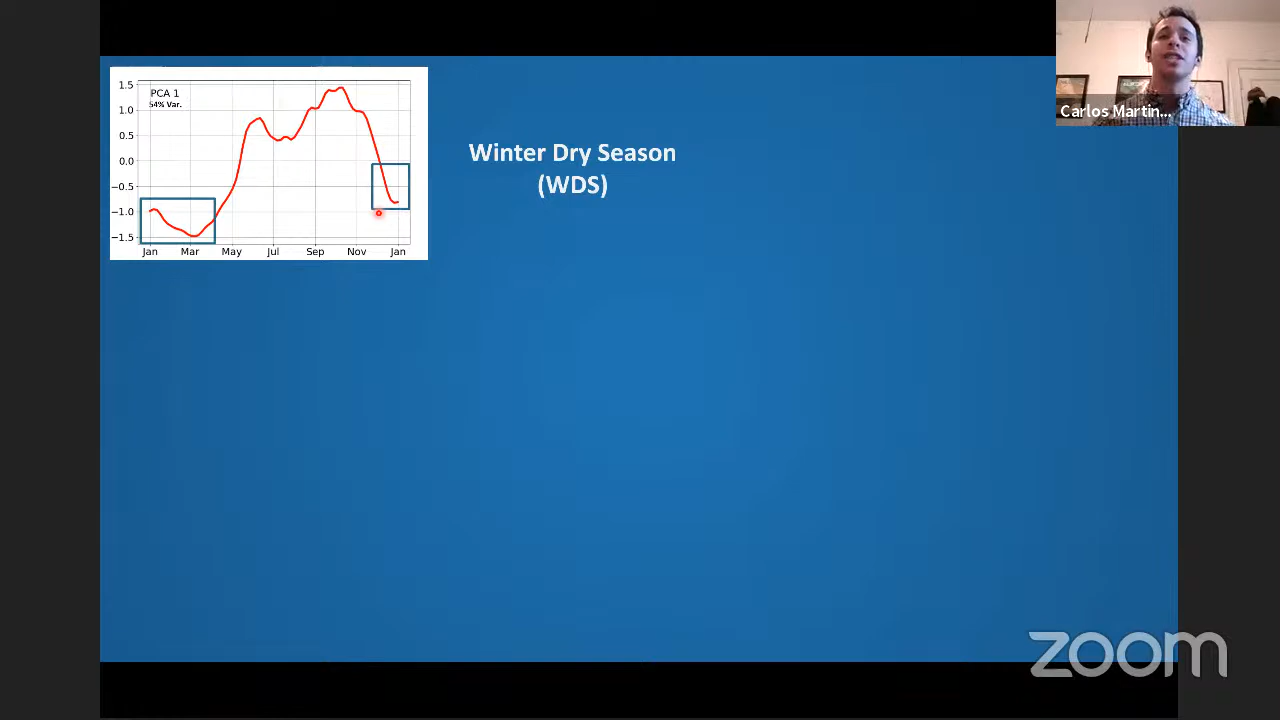 1.5
1.0
0.5
0.0
−0.5
−1.0
−1.5
PCA 1
54% Var.
Jan Mar May Jul Sep Nov Jan
Winter Dry Season
(WDS)
Carlos Martin...
zoom